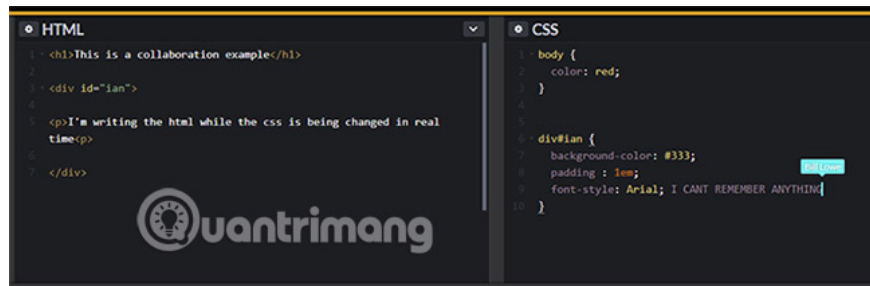 HTML
1 <h1>This is a collaboration example</h1>
2
3 <div id="ian">
4
5 <p>I'm writing the html while the css is being changed in real
time<p>
6
7 </div>
CSS
1 body {
2 color: red;
3 }
4
5
6 div#ian {
7 background-color: #333;
8 padding : 1em;
Bill Lowe
9 font-style: Arial; I CANT REMEMBER ANYTHING
10 }
Quantrimang